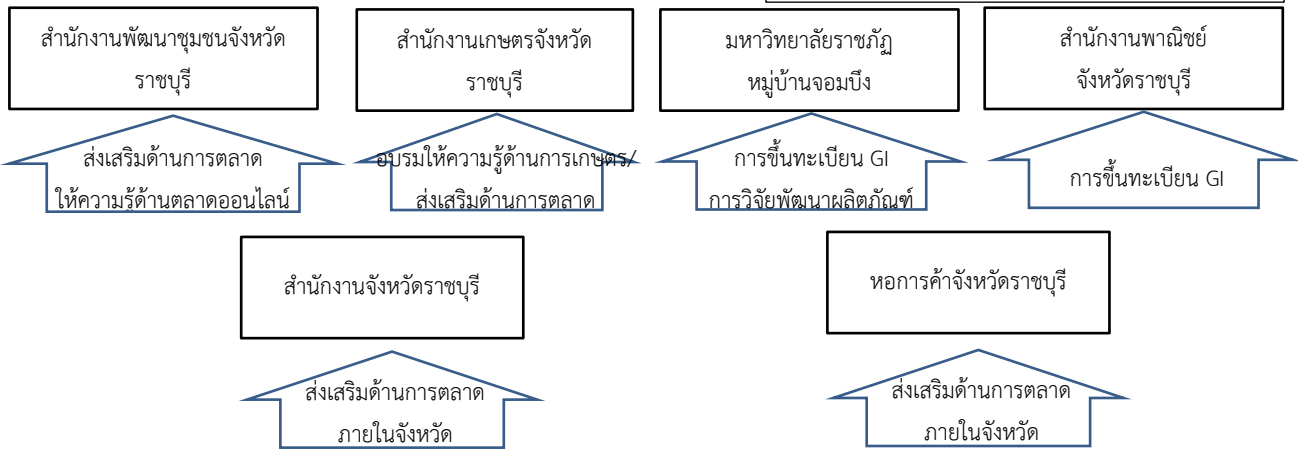 สำนักงานพัฒนาชุมชนจังหวัด
ราชบุรี
สำนักงานเกษตรจังหวัด
ราชบุรี
มหาวิทยาลัยราชภัฏ
หมู่บ้านจอมบึง
สำนักงานพาณิชย์
จังหวัดราชบุรี
ส่งเสริมด้านการตลาด
ให้ความรู้ด้านตลาดออนไลน์
อบรมให้ความรู้ด้านการเกษตร/
ส่งเสริมด้านการตลาด
การขึ้นทะเบียน GI
การวิจัยพัฒนาผลิตภัณฑ์
การขึ้นทะเบียน GI
สำนักงานจังหวัดราชบุรี
หอการค้าจังหวัดราชบุรี
ส่งเสริมด้านการตลาด
ภายในจังหวัด
ส่งเสริมด้านการตลาด
ภายในจังหวัด